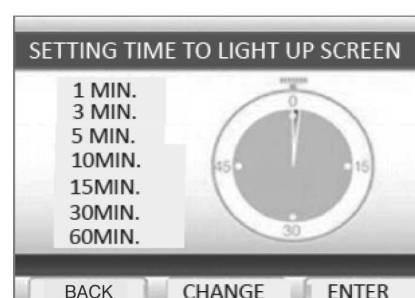 SETTING TIME TO LIGHT UP SCREEN
1 MIN.
3 MIN.
5 MIN.
10MIN.
15MIN.
30MIN.
60MIN.
0
45
15
30
BACK CHANGE ENTER